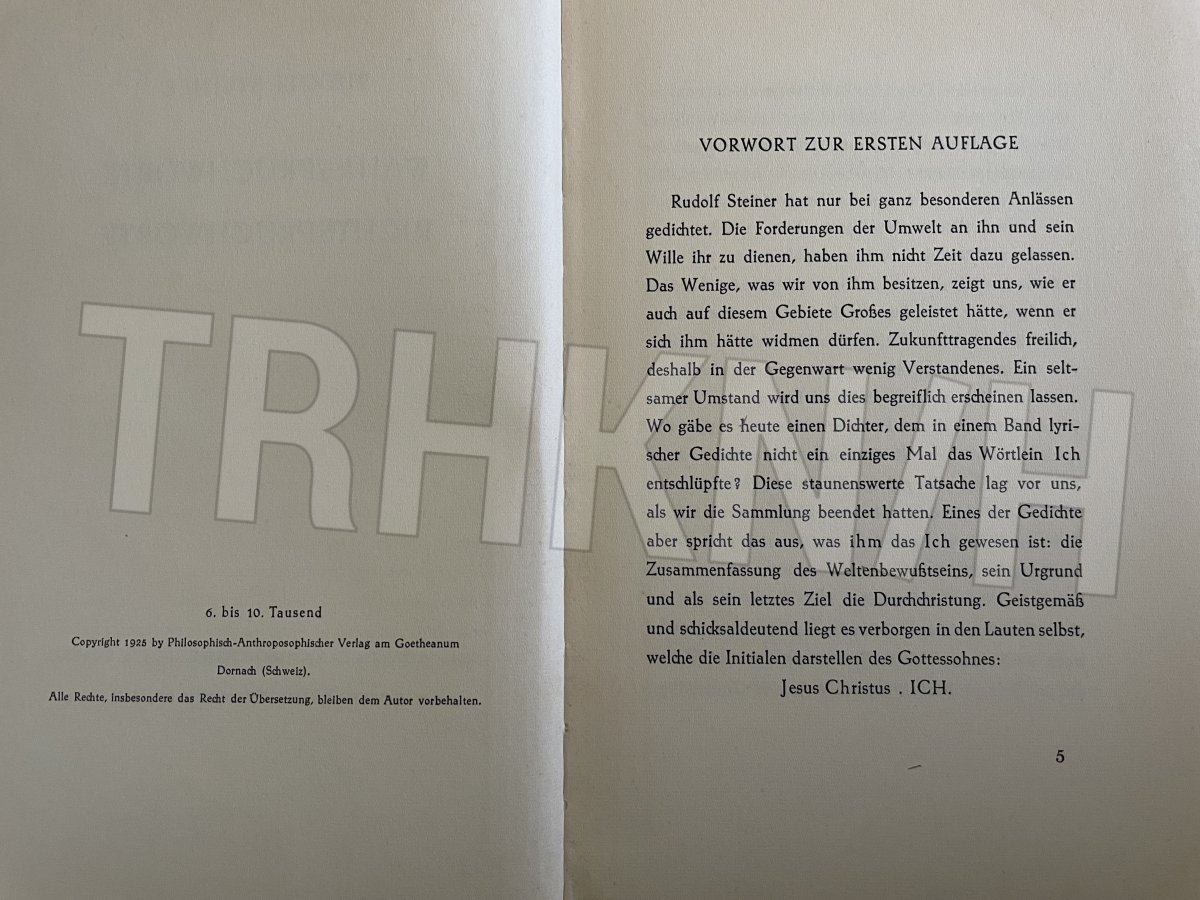 6. bis 10. Tausend
Copyright 1925 by Philosophisch-Anthroposophischer Verlag am Goetheanum
Dornach (Schweiz).
Alle Rechte, insbesondere das Recht der Übersetzung, bleiben dem Autor vorbehalten.
VORWORT ZUR ERSTEN AUFLAGE
Rudolf Steiner hat nur bei ganz besonderen Anlässen
gedichtet. Die Forderungen der Umwelt an ihn und sein
Wille ihr zu dienen, haben ihm nicht Zeit dazu gelassen.
Das Wenige, was wir von ihm besitzen, zeigt uns, wie er
auch auf diesem Gebiete Großes geleistet hätte, wenn er
sich ihm hätte widmen dürfen. Zukunfttragendes freilich,
deshalb in der Gegenwart wenig Verstandenes. Ein selt-
samer Umstand wird uns dies begreiflich erscheinen lassen.
Wo gäbe es heute einen Dichter, dem in einem Band lyri-
scher Gedichte nicht ein einziges Mal das Wörtlein Ich
entschlüpfte? Diese staunenswerte Tatsache lag vor uns,
als wir die Sammlung beendet hatten. Eines der Gedichte
aber spricht das aus, was ihm das Ich gewesen ist: die
Zusammenfassung des Weltenbewußtseins, sein Urgrund
und als sein letztes Ziel die Durchchristung. Geistgemäß
und schicksaldeutend liegt es verborgen in den Lauten selbst,
welche die Initialen darstellen des Gottessohnes:
Jesus Christus . ICH.
5
TRHKN/H